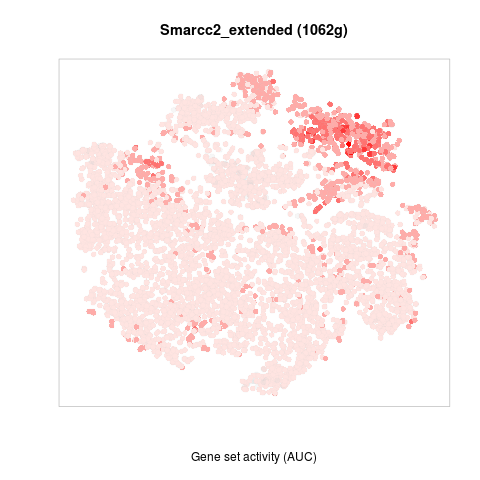 Smarcc2_extended (1062g)
Gene set activity (AUC)